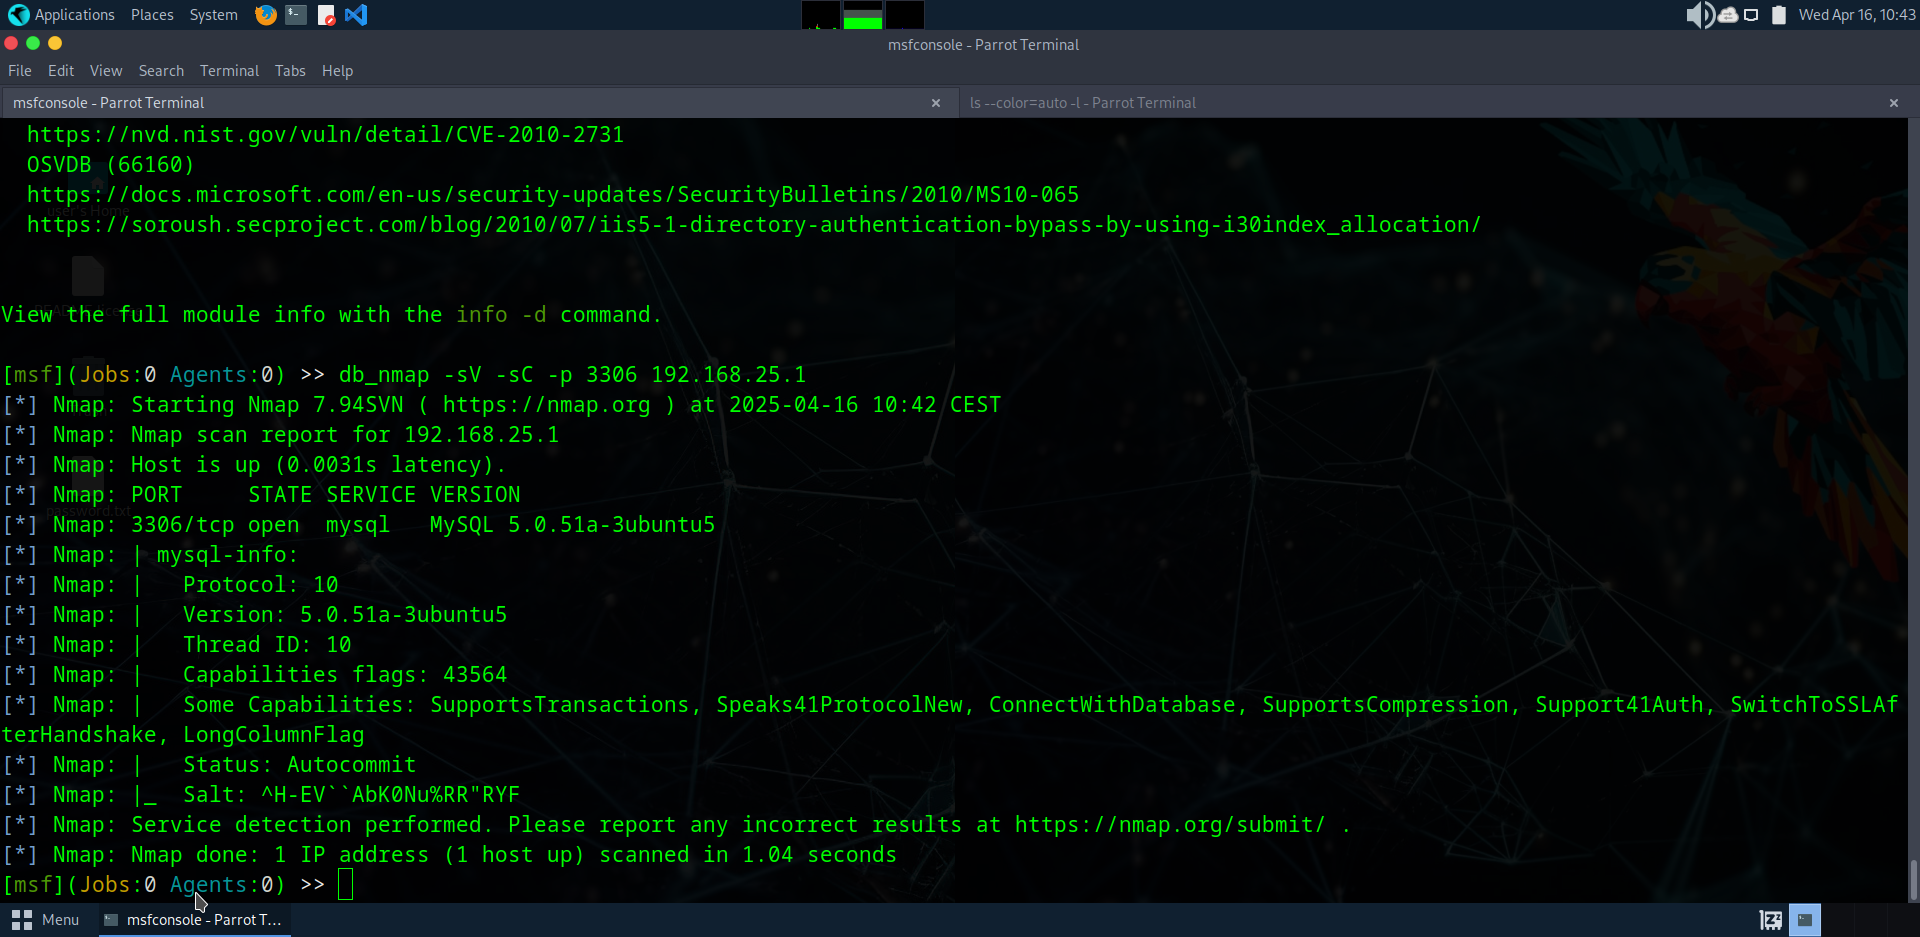 Applications Places System Wed Apr 16, 10:43
msfconsole - Parrot Terminal
File Edit View Search Terminal Tabs Help
msfconsole - Parrot Terminal × ls --color=auto -l - Parrot Terminal ×
https://nvd.nist.gov/vuln/detail/CVE-2010-2731
OSVDB (66160)
https://docs.microsoft.com/en-us/security-updates/SecurityBulletins/2010/MS10-065
user's Home
https://soroush.secproject.com/blog/2010/07/iis5-1-directory-authentication-bypass-by-using-i30index_allocation/
View the full module info with the info -d command.
[msf](Jobs:0 Agents:0) >> db_nmap -sV -sC -p 3306 192.168.25.1
[*] Nmap: Starting Nmap 7.94SVN ( https://nmap.org ) at 2025-04-16 10:42 CEST
[*] Nmap: Nmap scan report for 192.168.25.1
[*] Nmap: Host is up (0.0031s latency).
[*] Nmap: PORT     STATE SERVICE VERSION
password.txt
[*] Nmap: 3306/tcp open  mysql   MySQL 5.0.51a-3ubuntu5
[*] Nmap: | mysql-info:
[*] Nmap: |   Protocol: 10
[*] Nmap: |   Version: 5.0.51a-3ubuntu5
[*] Nmap: |   Thread ID: 10
[*] Nmap: |   Capabilities flags: 43564
[*] Nmap: |   Some Capabilities: SupportsTransactions, Speaks41ProtocolNew, ConnectWithDatabase, SupportsCompression, Support41Auth, SwitchToSSLAf
terHandshake, LongColumnFlag
[*] Nmap: |   Status: Autocommit
[*] Nmap: |_  Salt: ^H-EV``AbK0Nu%RR"RYF
[*] Nmap: Service detection performed. Please report any incorrect results at https://nmap.org/submit/ .
[*] Nmap: Nmap done: 1 IP address (1 host up) scanned in 1.04 seconds
[msf](Jobs:0 Agents:0) >>
Menu msfconsole - Parrot T...